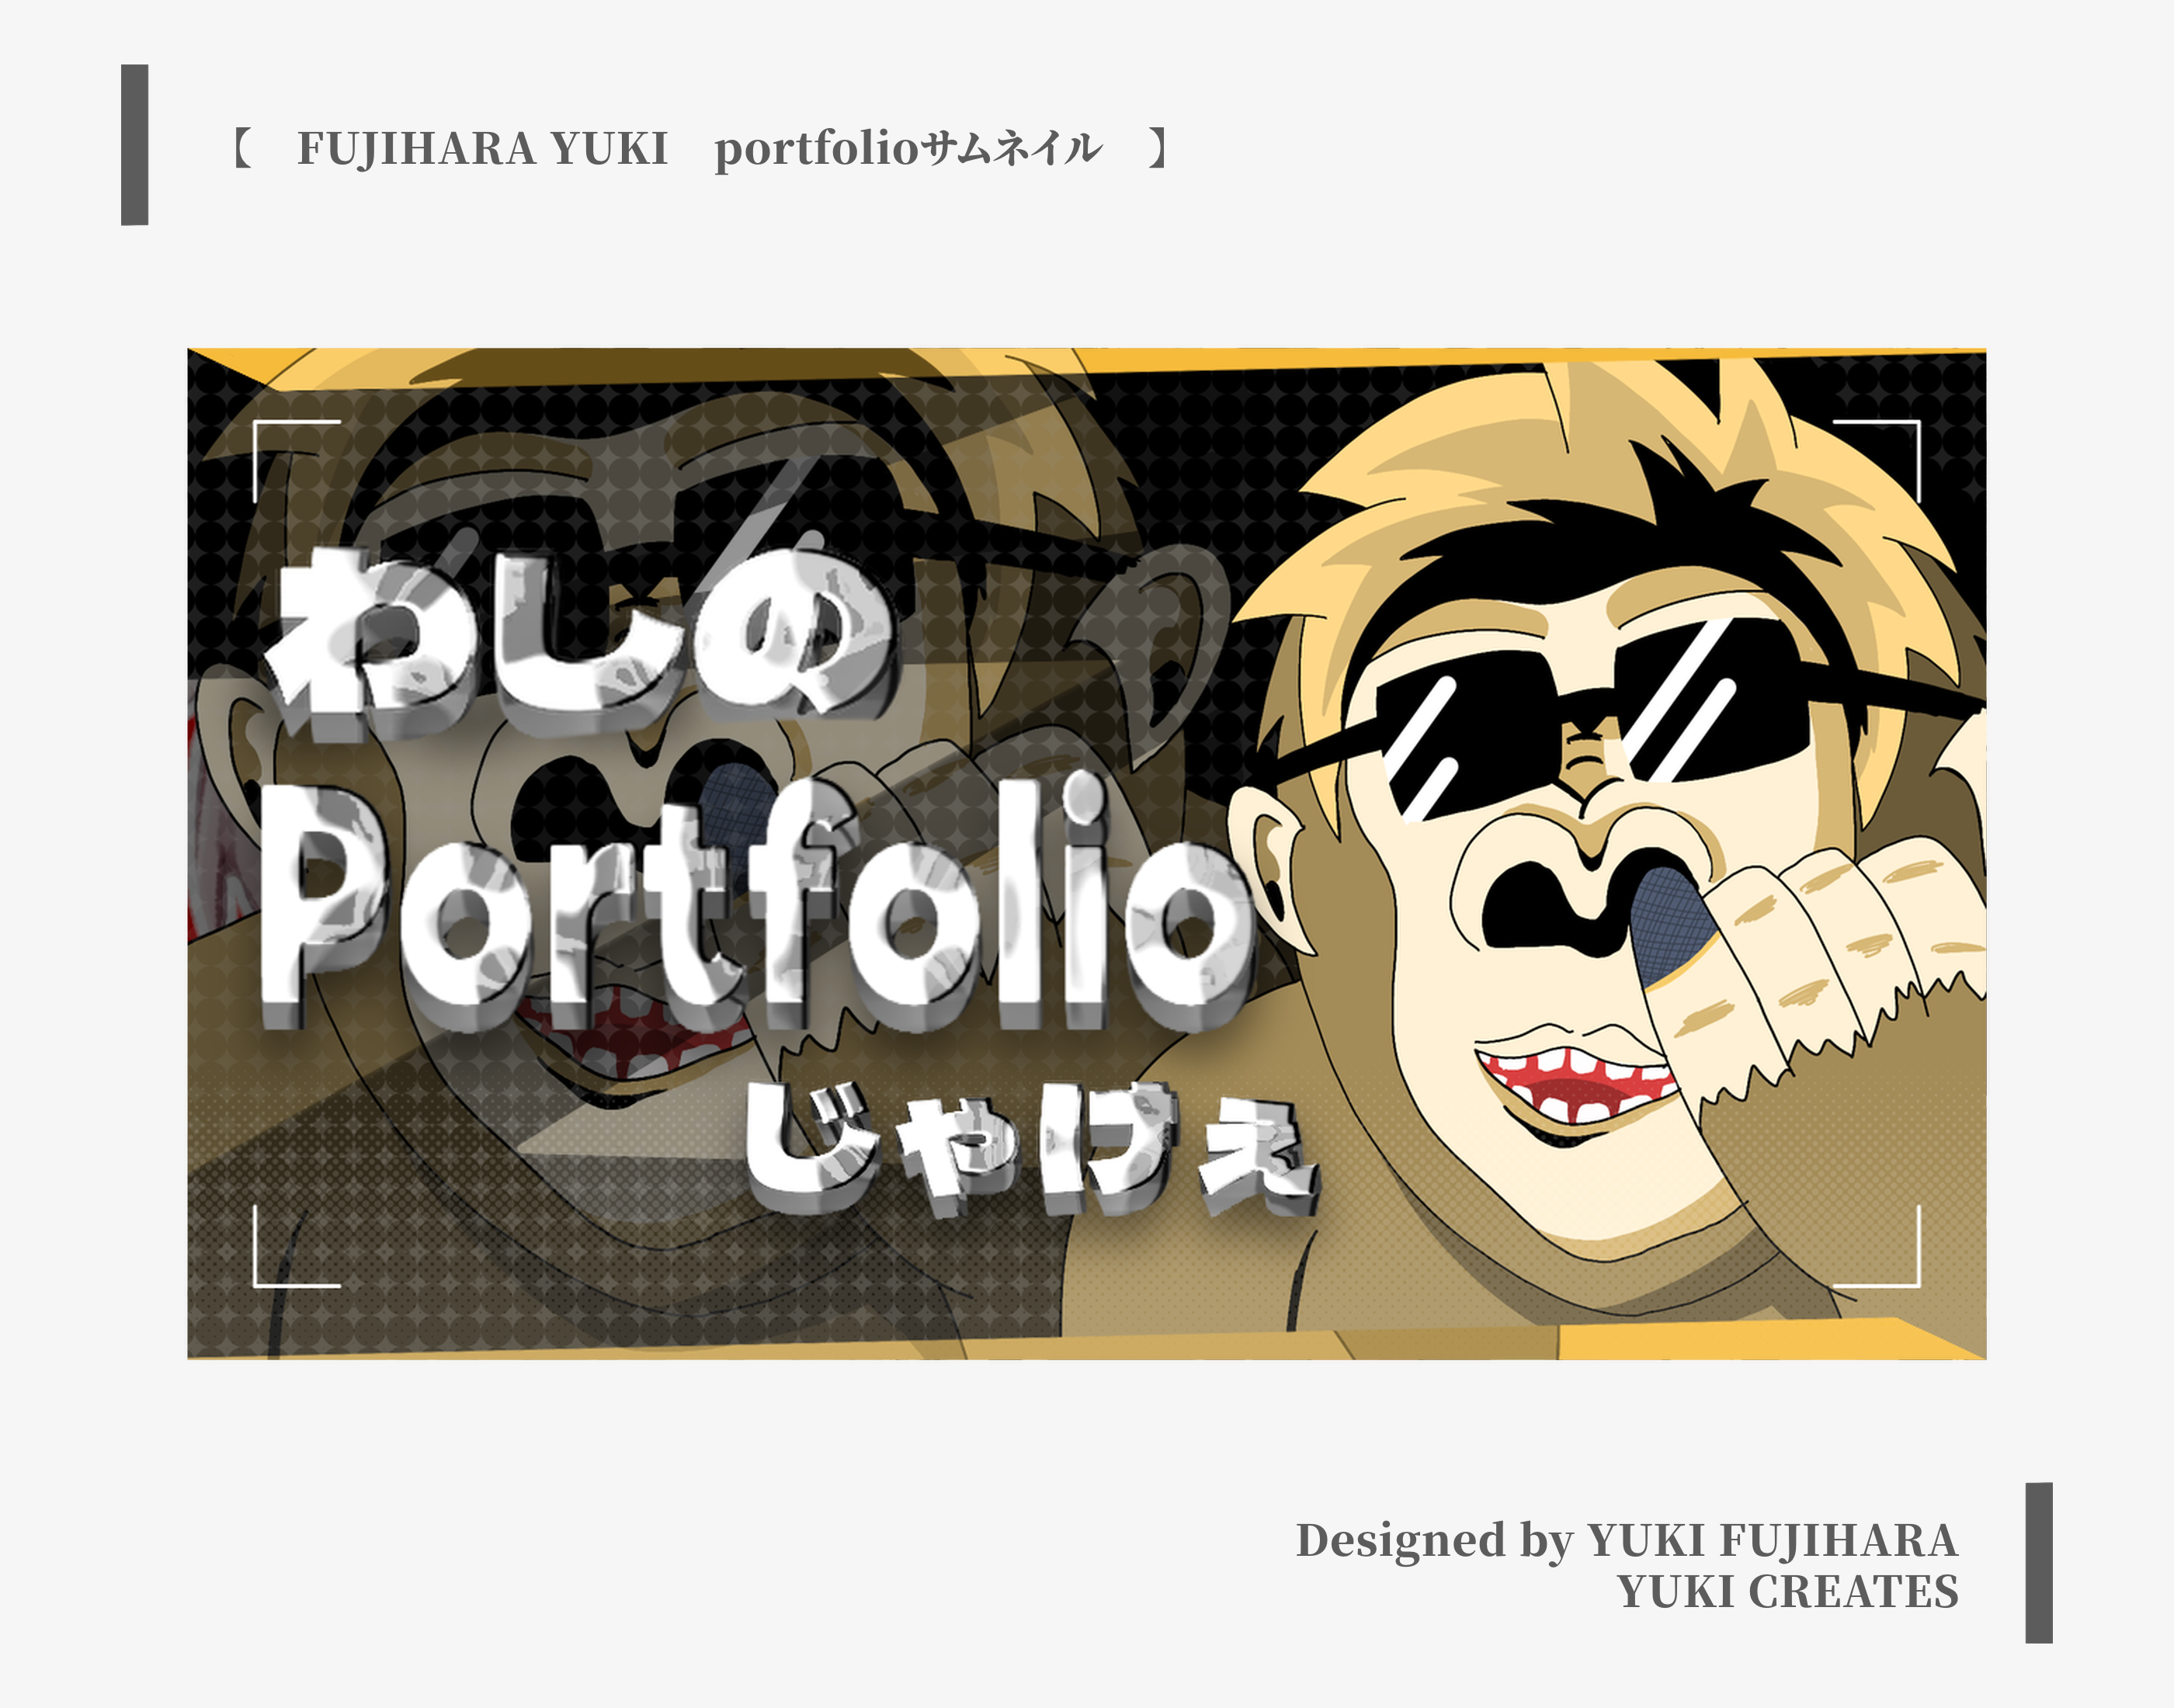 【　FUJIHARA YUKI　portfolioサムネイル　】
わしの
Portfolio
じゃけぇ
Designed by YUKI FUJIHARA
YUKI CREATES